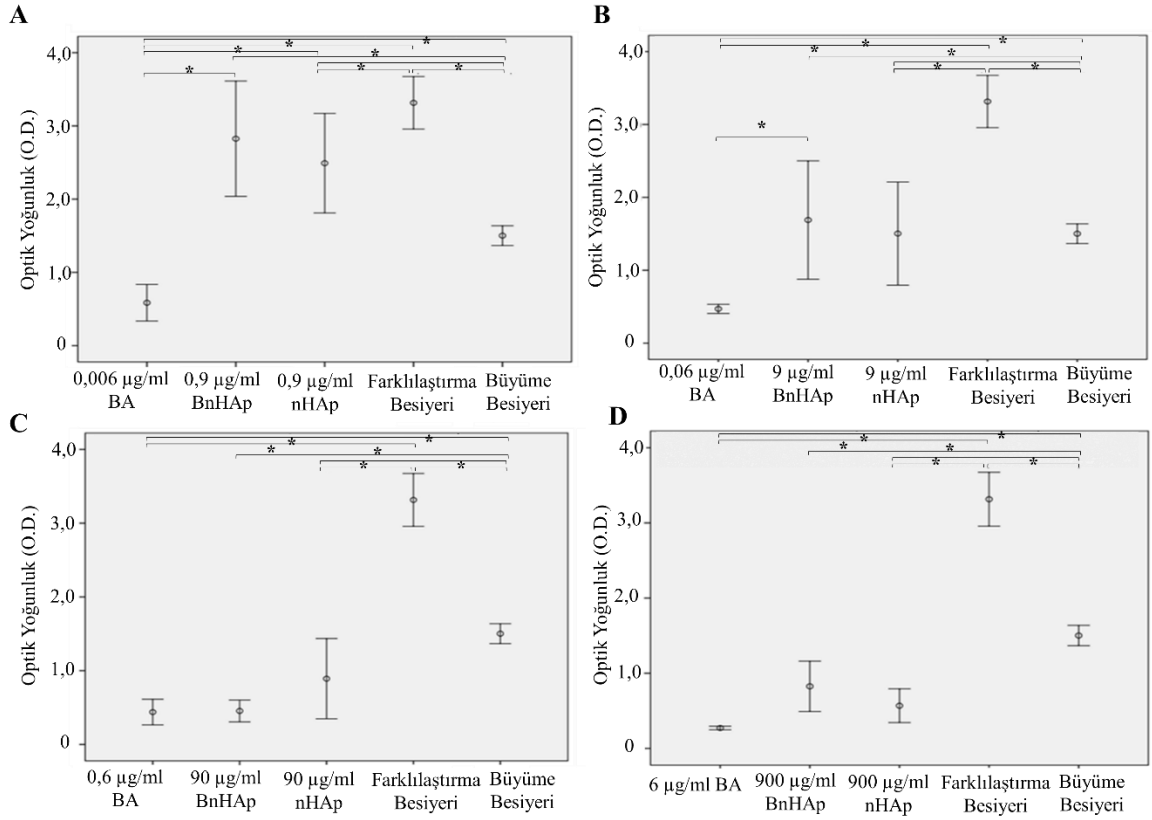 A
Optik Yoğunluk (O.D.)
4,0
3,0
2,0
1,0
0
* * * * * * * *
0,006 µg/ml
BA
0,9 µg/ml
BnHAp
0,9 µg/ml
nHAp
Farklılaştırma
Besiyeri
Büyüme
Besiyeri
B
Optik Yoğunluk (O.D.)
4,0
3,0
2,0
1,0
0
* * * * * *
0,06 µg/ml
BA
9 µg/ml
BnHAp
9 µg/ml
nHAp
Farklılaştırma
Besiyeri
Büyüme
Besiyeri
C
Optik Yoğunluk (O.D.)
4,0
3,0
2,0
1,0
0
* * * * * *
0,6 µg/ml
BA
90 µg/ml
BnHAp
90 µg/ml
nHAp
Farklılaştırma
Besiyeri
Büyüme
Besiyeri
D
Optik Yoğunluk (O.D.)
4,0
3,0
2,0
1,0
0
* * * * * *
6 µg/ml BA
900 µg/ml
BnHAp
900 µg/ml
nHAp
Farklılaştırma
Besiyeri
Büyüme
Besiyeri